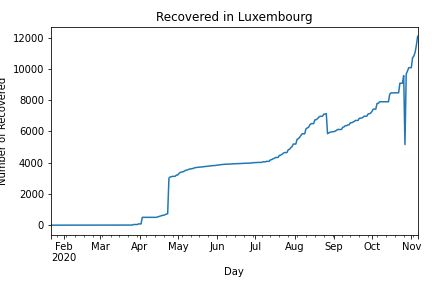 Recovered in Luxembourg
Number of Recovered
12000
10000
8000
6000
4000
2000
0
Feb Mar Apr May Jun Jul Aug Sep Oct Nov
2020
Day